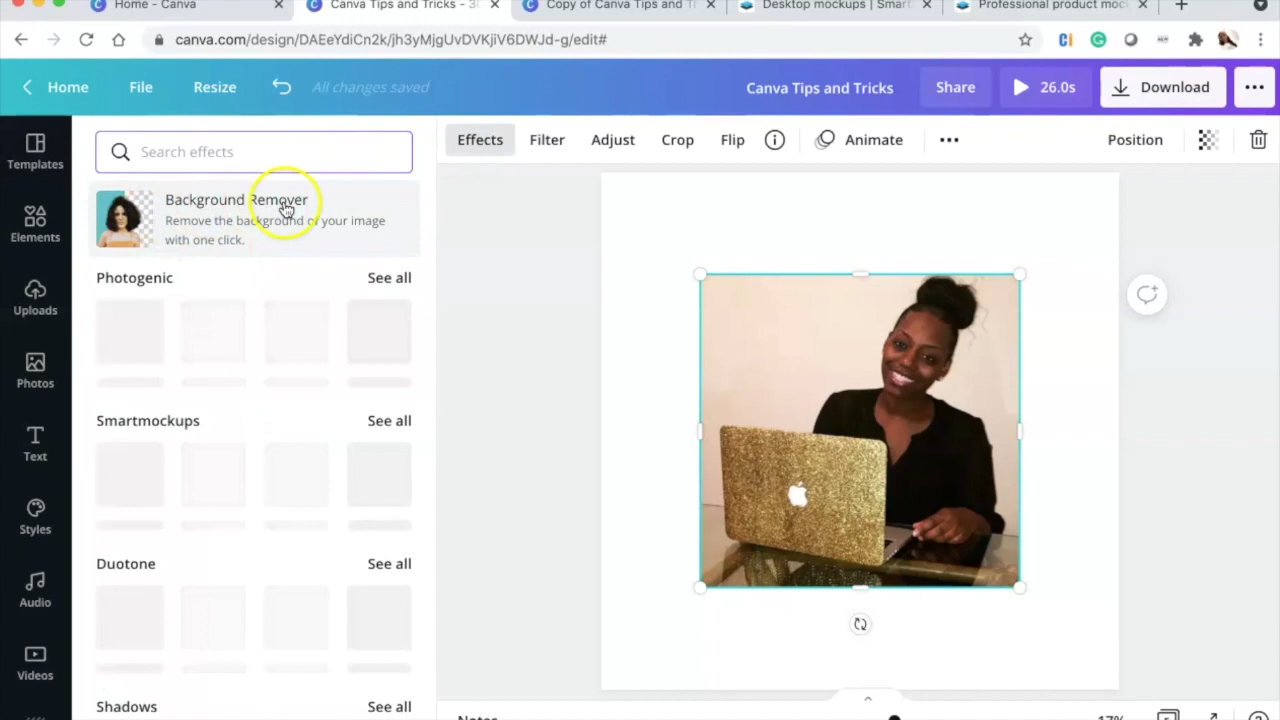 Home - Canva
Canva Tips and Tricks - 30
Copy of Canva Tips and Tr
Desktop mockups | Smart
Professional product mock
canva.com/design/DAEeYdiCn2k/jh3yMjgUvDVKjiV6DWJd-g/edit#
Home
File
Resize
All changes saved
Canva Tips and Tricks
Share
26.0s
Download
Templates
Elements
Uploads
Photos
Text
Styles
Audio
Videos
Search effects
Background Remover
Remove the background of your image
with one click.
Photogenic
See all
Smartmockups
See all
Duotone
See all
Shadows
See all
Effects
Filter
Adjust
Crop
Flip
Animate
Position
Notes
17%